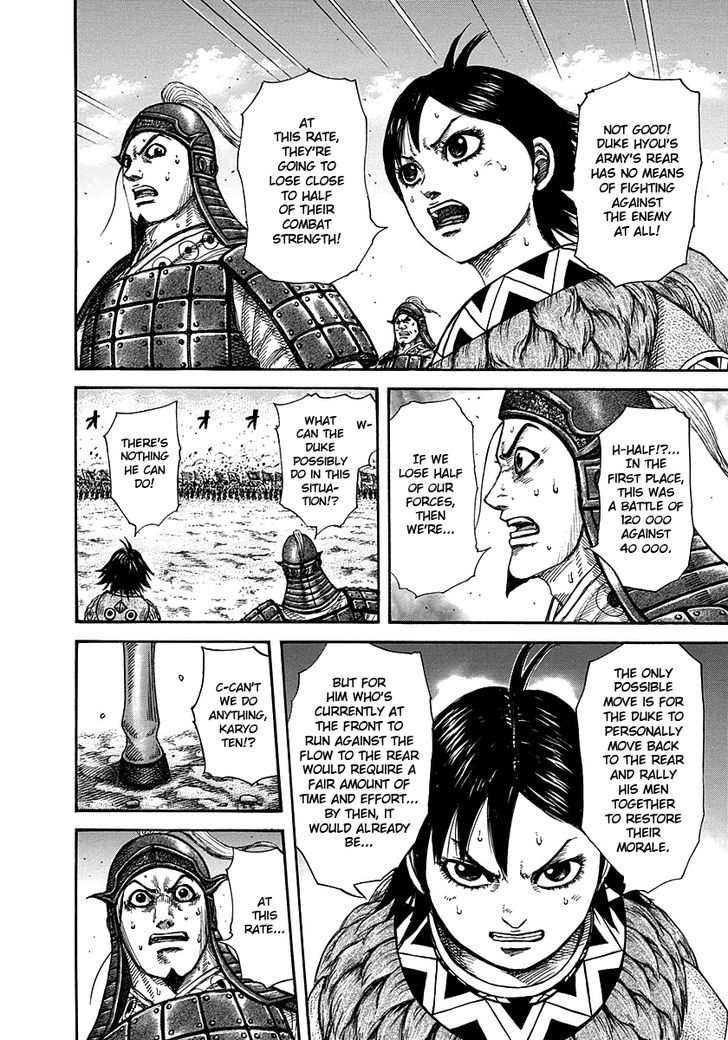 NOT GOOD!
DUKE HYOU'S
ARMY'S REAR
HAS NO MEANS
OF FIGHTING
AGAINST
THE ENEMY
AT ALL!
AT
THIS RATE,
THEY'RE
GOING TO
LOSE CLOSE
TO HALF
OF THEIR
COMBAT
STRENGTH!
H-HALF!?...
IN THE
FIRST PLACE,
THIS WAS
A BATTLE OF
120 000
AGAINST
40 000.
IF WE
LOSE HALF
OF OUR
FORCES,
THEN
WE'RE...
W-
WHAT
CAN THE
DUKE
POSSIBLY
DO IN THIS
SITUA-
TION!?
オ オ オ
THERE'S
NOTHING
HE CAN
DO!
THE ONLY
POSSIBLE
MOVE IS FOR
THE DUKE TO
PERSONALLY
MOVE BACK
TO THE REAR
AND RALLY
HIS MEN
TOGETHER
TO RESTORE
THEIR
MORALE.
BUT FOR
HIM WHO'S
CURRENTLY AT
THE FRONT TO
RUN AGAINST
THE FLOW TO
THE REAR
WOULD REQUIRE
A FAIR AMOUNT
OF TIME AND
EFFORT...
BY THEN, IT
WOULD ALREADY
BE...
C-CAN'T
WE DO
ANYTHING,
KARYO
TEN!?
AT
THIS
RATE...